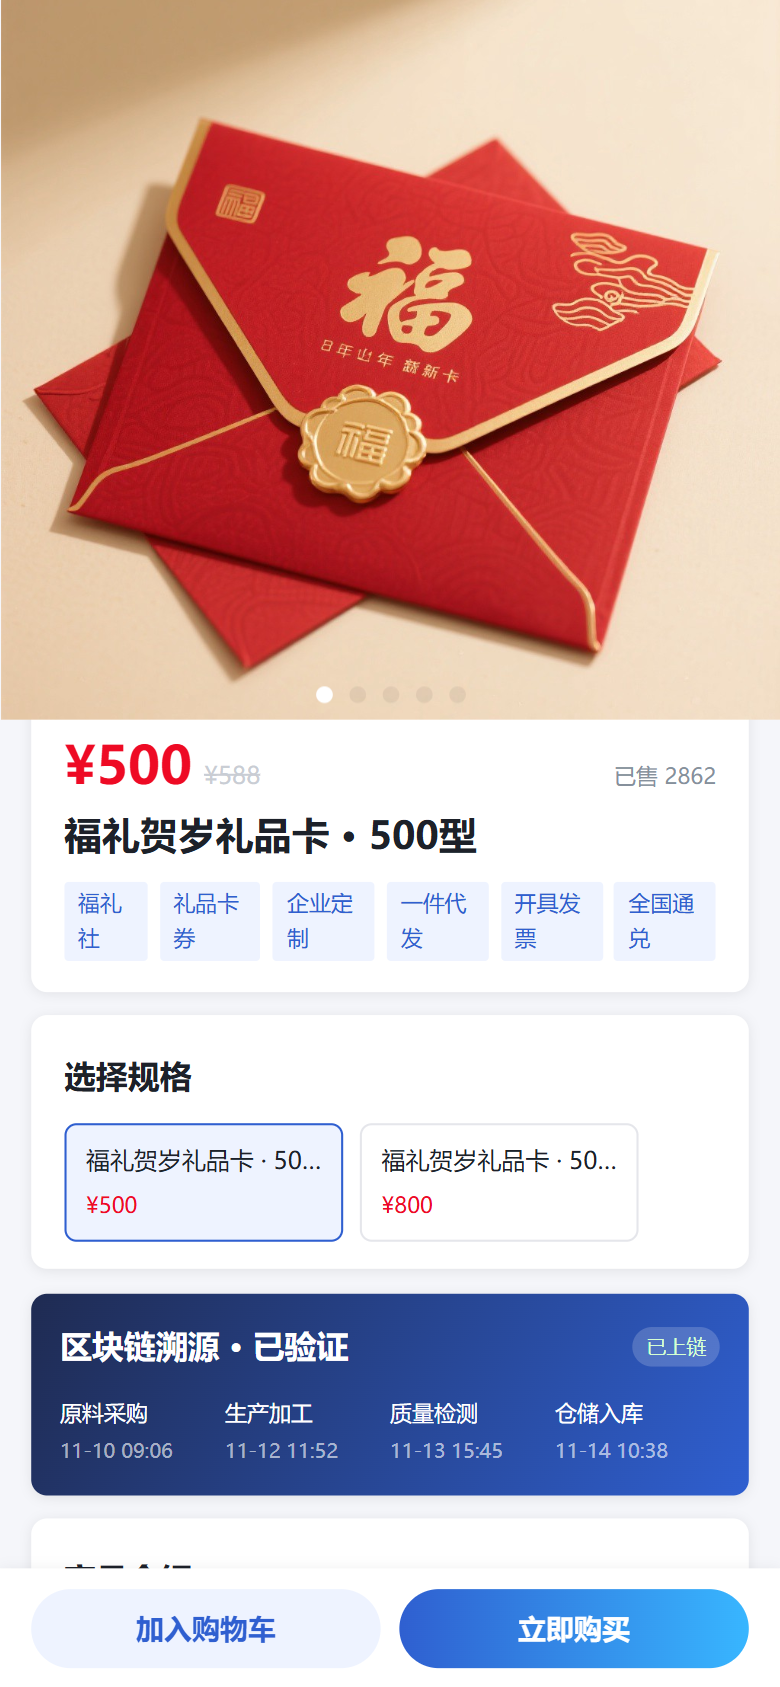 福
福
日年山年 新卡
福
¥500 ¥588 已售 2862
福礼贺岁礼品卡 • 500型
福礼社 礼品卡券 企业定制 一件代发 开具发票 全国通兑
选择规格
福礼贺岁礼品卡 · 50... 福礼贺岁礼品卡 · 50...
¥500 ¥800
区块链溯源 • 已验证 已上链
原料采购 生产加工 质量检测 仓储入库
11-10 09:06 11-12 11:52 11-13 15:45 11-14 10:38
加入购物车 立即购买